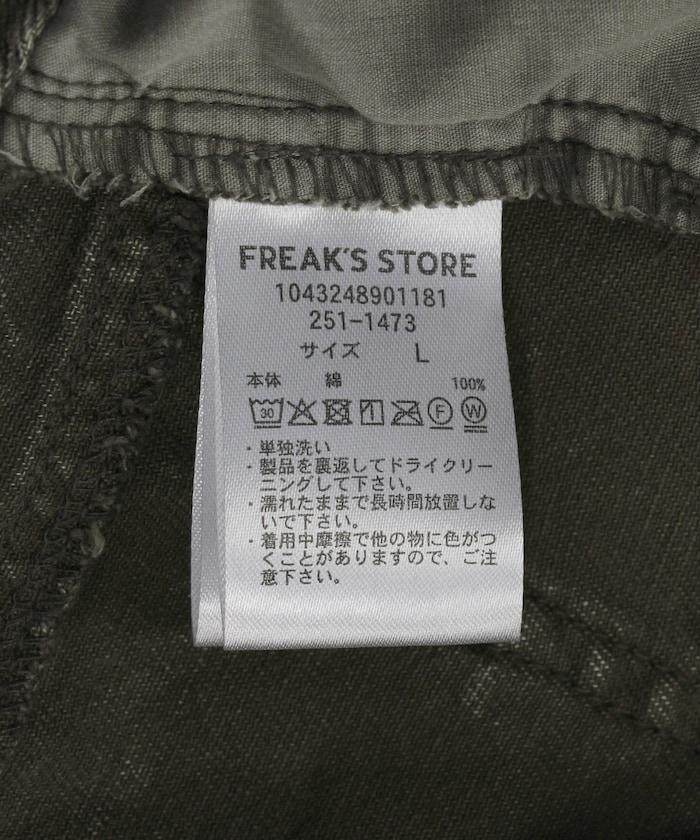 FREAK'S STORE
1043248901181
251-1473
サイズ L
本体 綿 100%
30 F W
・単独洗い
・製品を裏返してドライクリー
ニングして下さい。
・濡れたままで長時間放置しな
いで下さい。
・着用中摩擦で他の物に色がつ
くことがありますので、ご注
意下さい。